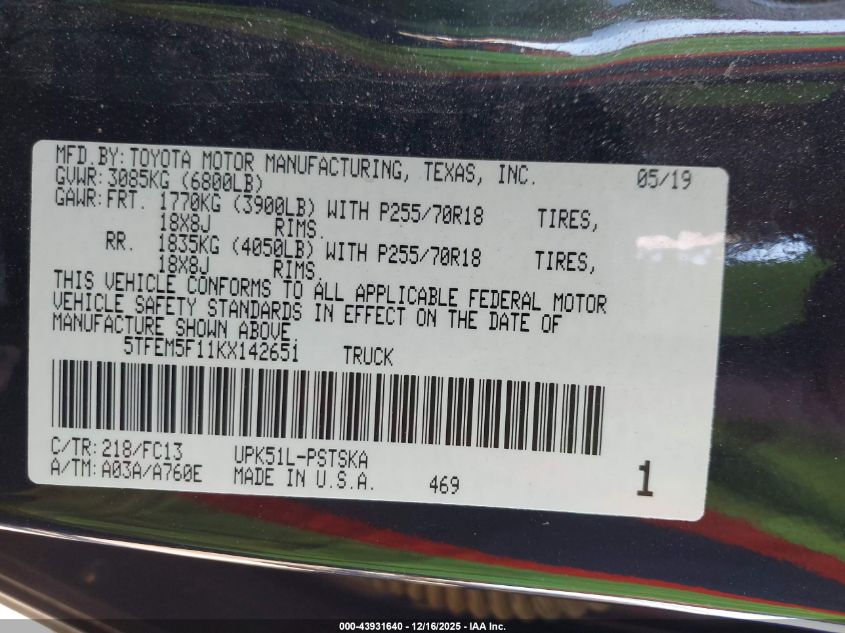 MFD.BY:TOYOTA MOTOR MANUFACTURING, TEXAS, INC. 05/19
GVWR:3085KG (6800LB)
GAWR:FRT. 1770KG (3900LB) WITH P255/70R18 TIRES,
18X8J RIMS.
RR. 1835KG (4050LB) WITH P255/70R18 TIRES,
18X8J RIMS.
THIS VEHICLE CONFORMS TO ALL APPLICABLE FEDERAL MOTOR
VEHICLE SAFETY STANDARDS IN EFFECT ON THE DATE OF
MANUFACTURE SHOWN ABOVE.
5TFEM5F11KX142651 TRUCK
C/TR:218/FC13 UPK51L-PSTSKA
A/TM:A03A/A760E MADE IN U.S.A. 469 1
000-43931640 - 12/16/2025 - IAA Inc.